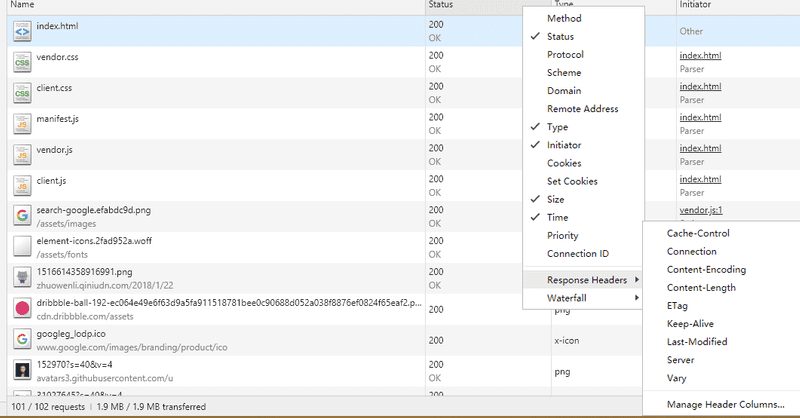 Name Status Type Initiator
index.html 200 Other
OK
vendor.css 200 index.html
OK Parser
client.css 200 index.html
OK Parser
manifest.js 200 index.html
OK Parser
vendor.js 200 index.html
OK Parser
client.js 200 index.html
OK Parser
search-google.efabdc9d.png 200 vendor.js:1
/assets/images OK
element-icons.2fad952a.woff 200
/assets/fonts OK
1516614358916991.png 200
zhuowenli.qiniudn.com/2018/1/22 OK
dribbble-ball-192-ec064e49e6f63d9a5fa911518781bee0c90688d052a038f8876ef0824f65eaf2.p... 200 png
cdn.dribbble.com/assets OK
googleg_lodp.ico 200 x-icon
www.google.com/images/branding/product/ico
152970?s=40&v=4 200 png
avatars3.githubusercontent.com/u OK
31027645?s=40&v=4 200
101 / 102 requests | 1.9 MB / 1.9 MB transferred
Method
Status
Protocol
Scheme
Domain
Remote Address
Type
Initiator
Cookies
Set Cookies
Size
Time
Priority
Connection ID
Response Headers
Waterfall
Cache-Control
Connection
Content-Encoding
Content-Length
ETag
Keep-Alive
Last-Modified
Server
Vary
Manage Header Columns...